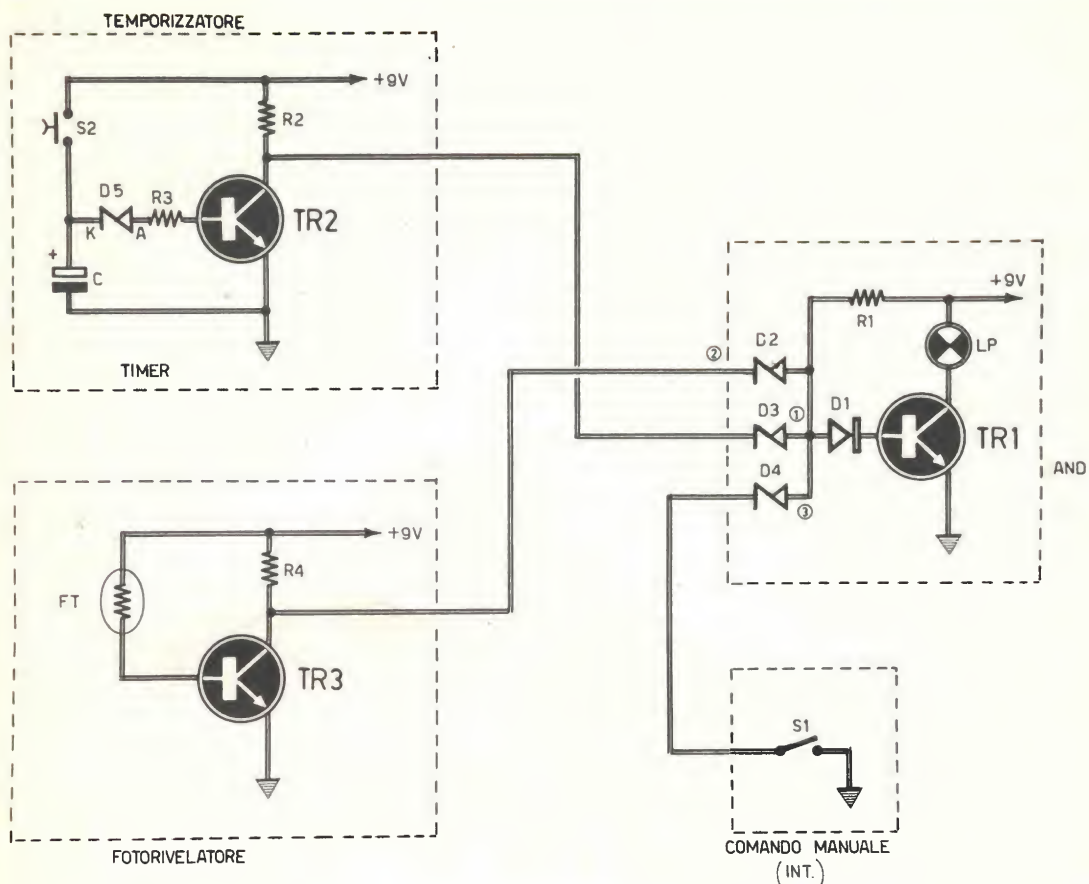 TEMPORIZZATORE
+9V
S2
R2
D5
R3
K
A
TR2
+
C
TIMER
+9V
R1
D2
LP
②
D3
①
D1
TR1
D4
③
AND
+9V
R4
FT
TR3
FOTORIVELATORE
S1
COMANDO MANUALE
(INT.)